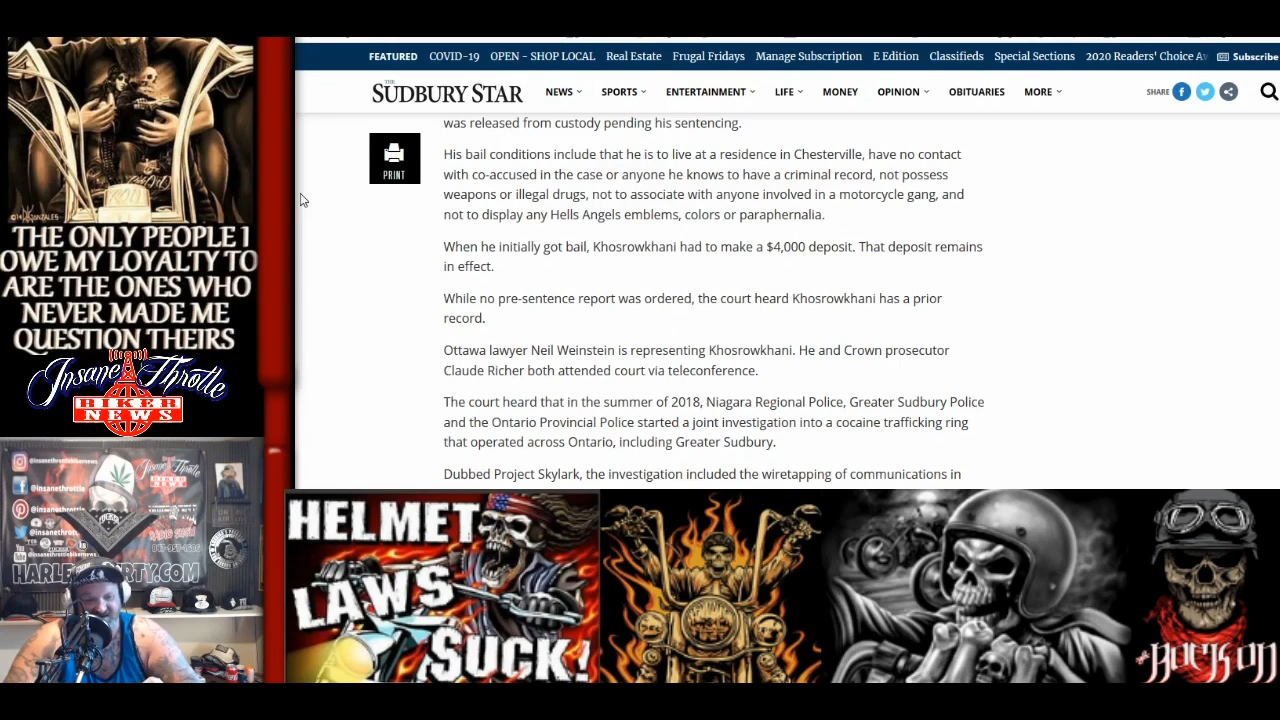 FEATURED COVID-19 OPEN - SHOP LOCAL Real Estate Frugal Fridays Manage Subscription E Edition Classifieds Special Sections 2020 Readers' Choice Aw Subscribe
THE
SUDBURY STAR
NEWS SPORTS ENTERTAINMENT LIFE MONEY OPINION OBITUARIES MORE SHARE
PRINT
was released from custody pending his sentencing.
His bail conditions include that he is to live at a residence in Chesterville, have no contact
with co-accused in the case or anyone he knows to have a criminal record, not possess
weapons or illegal drugs, not to associate with anyone involved in a motorcycle gang, and
not to display any Hells Angels emblems, colors or paraphernalia.
When he initially got bail, Khosrowkhani had to make a $4,000 deposit. That deposit remains
in effect.
While no pre-sentence report was ordered, the court heard Khosrowkhani has a prior
record.
Ottawa lawyer Neil Weinstein is representing Khosrowkhani. He and Crown prosecutor
Claude Richer both attended court via teleconference.
The court heard that in the summer of 2018, Niagara Regional Police, Greater Sudbury Police
and the Ontario Provincial Police started a joint investigation into a cocaine trafficking ring
that operated across Ontario, including Greater Sudbury.
Dubbed Project Skylark, the investigation included the wiretapping of communications in
THE ONLY PEOPLE I
OWE MY LOYALTY TO
ARE THE ONES WHO
NEVER MADE ME
QUESTION THEIRS
Insane Throttle
BIKER
NEWS
@insanethrottlebikernews
@insanethrottle
@insanethrottle
HELMET
LAWS
SUCK!